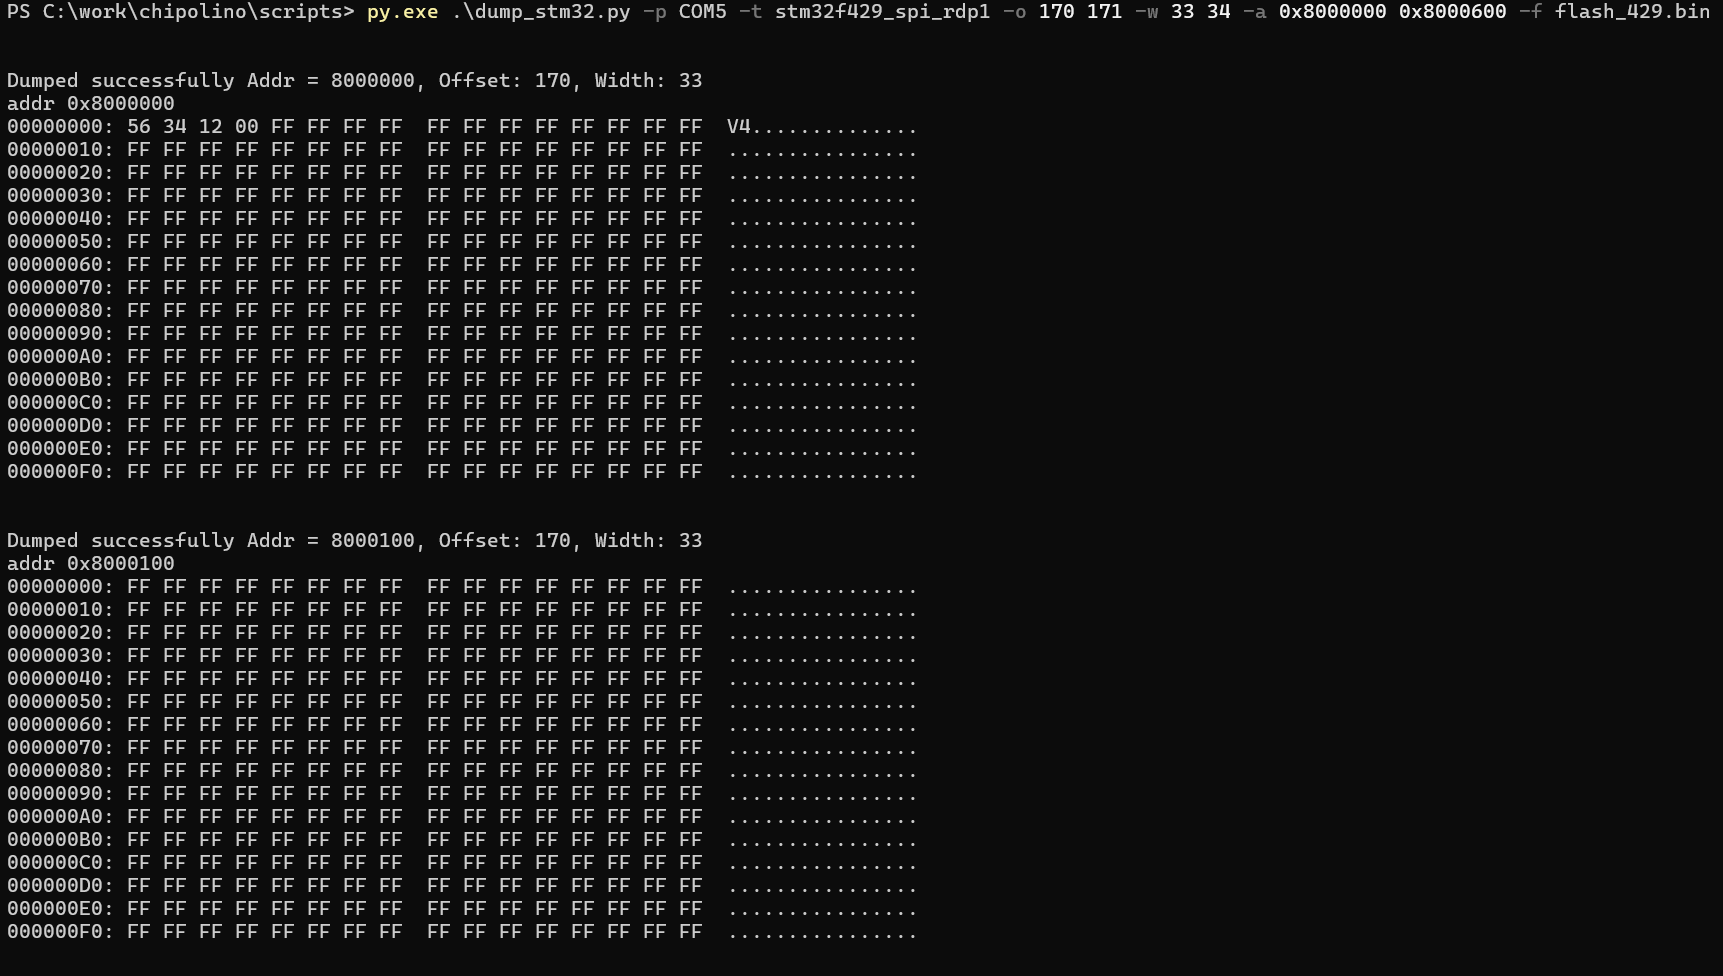 PS C:\work\chipolino\scripts> py.exe .\dump_stm32.py -p COM5 -t stm32f429_spi_rdp1 -o 170 171 -w 33 34 -a 0x8000000 0x8000600 -f flash_429.bin
Dumped successfully Addr = 8000000, Offset: 170, Width: 33
addr 0x8000000
00000000: 56 34 12 00 FF FF FF FF  FF FF FF FF FF FF FF FF  V4..............
00000010: FF FF FF FF FF FF FF FF  FF FF FF FF FF FF FF FF  ................
00000020: FF FF FF FF FF FF FF FF  FF FF FF FF FF FF FF FF  ................
00000030: FF FF FF FF FF FF FF FF  FF FF FF FF FF FF FF FF  ................
00000040: FF FF FF FF FF FF FF FF  FF FF FF FF FF FF FF FF  ................
00000050: FF FF FF FF FF FF FF FF  FF FF FF FF FF FF FF FF  ................
00000060: FF FF FF FF FF FF FF FF  FF FF FF FF FF FF FF FF  ................
00000070: FF FF FF FF FF FF FF FF  FF FF FF FF FF FF FF FF  ................
00000080: FF FF FF FF FF FF FF FF  FF FF FF FF FF FF FF FF  ................
00000090: FF FF FF FF FF FF FF FF  FF FF FF FF FF FF FF FF  ................
000000A0: FF FF FF FF FF FF FF FF  FF FF FF FF FF FF FF FF  ................
000000B0: FF FF FF FF FF FF FF FF  FF FF FF FF FF FF FF FF  ................
000000C0: FF FF FF FF FF FF FF FF  FF FF FF FF FF FF FF FF  ................
000000D0: FF FF FF FF FF FF FF FF  FF FF FF FF FF FF FF FF  ................
000000E0: FF FF FF FF FF FF FF FF  FF FF FF FF FF FF FF FF  ................
000000F0: FF FF FF FF FF FF FF FF  FF FF FF FF FF FF FF FF  ................
Dumped successfully Addr = 8000100, Offset: 170, Width: 33
addr 0x8000100
00000000: FF FF FF FF FF FF FF FF  FF FF FF FF FF FF FF FF  ................
00000010: FF FF FF FF FF FF FF FF  FF FF FF FF FF FF FF FF  ................
00000020: FF FF FF FF FF FF FF FF  FF FF FF FF FF FF FF FF  ................
00000030: FF FF FF FF FF FF FF FF  FF FF FF FF FF FF FF FF  ................
00000040: FF FF FF FF FF FF FF FF  FF FF FF FF FF FF FF FF  ................
00000050: FF FF FF FF FF FF FF FF  FF FF FF FF FF FF FF FF  ................
00000060: FF FF FF FF FF FF FF FF  FF FF FF FF FF FF FF FF  ................
00000070: FF FF FF FF FF FF FF FF  FF FF FF FF FF FF FF FF  ................
00000080: FF FF FF FF FF FF FF FF  FF FF FF FF FF FF FF FF  ................
00000090: FF FF FF FF FF FF FF FF  FF FF FF FF FF FF FF FF  ................
000000A0: FF FF FF FF FF FF FF FF  FF FF FF FF FF FF FF FF  ................
000000B0: FF FF FF FF FF FF FF FF  FF FF FF FF FF FF FF FF  ................
000000C0: FF FF FF FF FF FF FF FF  FF FF FF FF FF FF FF FF  ................
000000D0: FF FF FF FF FF FF FF FF  FF FF FF FF FF FF FF FF  ................
000000E0: FF FF FF FF FF FF FF FF  FF FF FF FF FF FF FF FF  ................
000000F0: FF FF FF FF FF FF FF FF  FF FF FF FF FF FF FF FF  ................